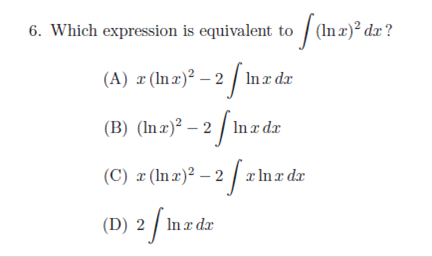 6. Which expression is equivalent to ∫(ln x)² dx?
(A) x (ln x)² – 2 ∫ ln x dx
(B) (ln x)² – 2 ∫ ln x dx
(C) x (ln x)² – 2 ∫ x ln x dx
(D) 2 ∫ ln x dx